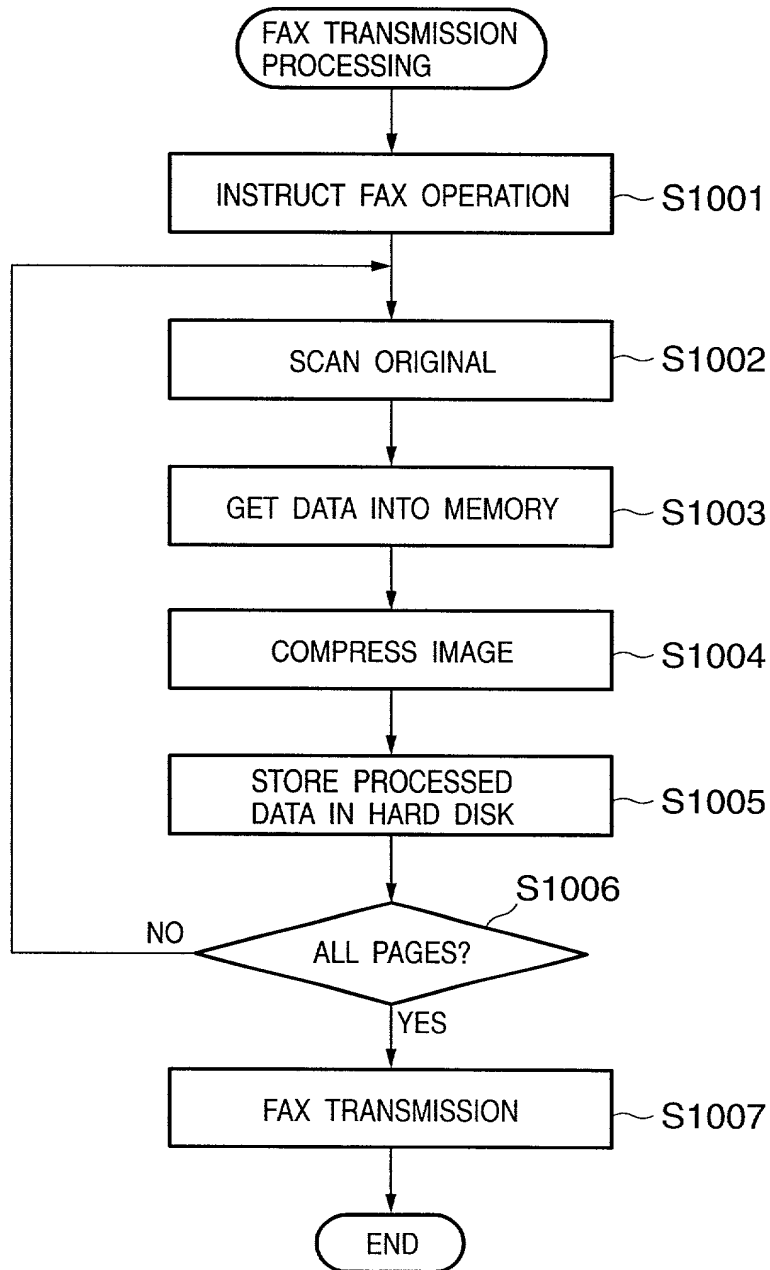 FAX TRANSMISSION
PROCESSING
INSTRUCT FAX OPERATION
S1001
SCAN ORIGINAL
S1002
GET DATA INTO MEMORY
S1003
COMPRESS IMAGE
S1004
STORE PROCESSED
DATA IN HARD DISK
S1005
S1006
NO
ALL PAGES?
YES
FAX TRANSMISSION
S1007
END